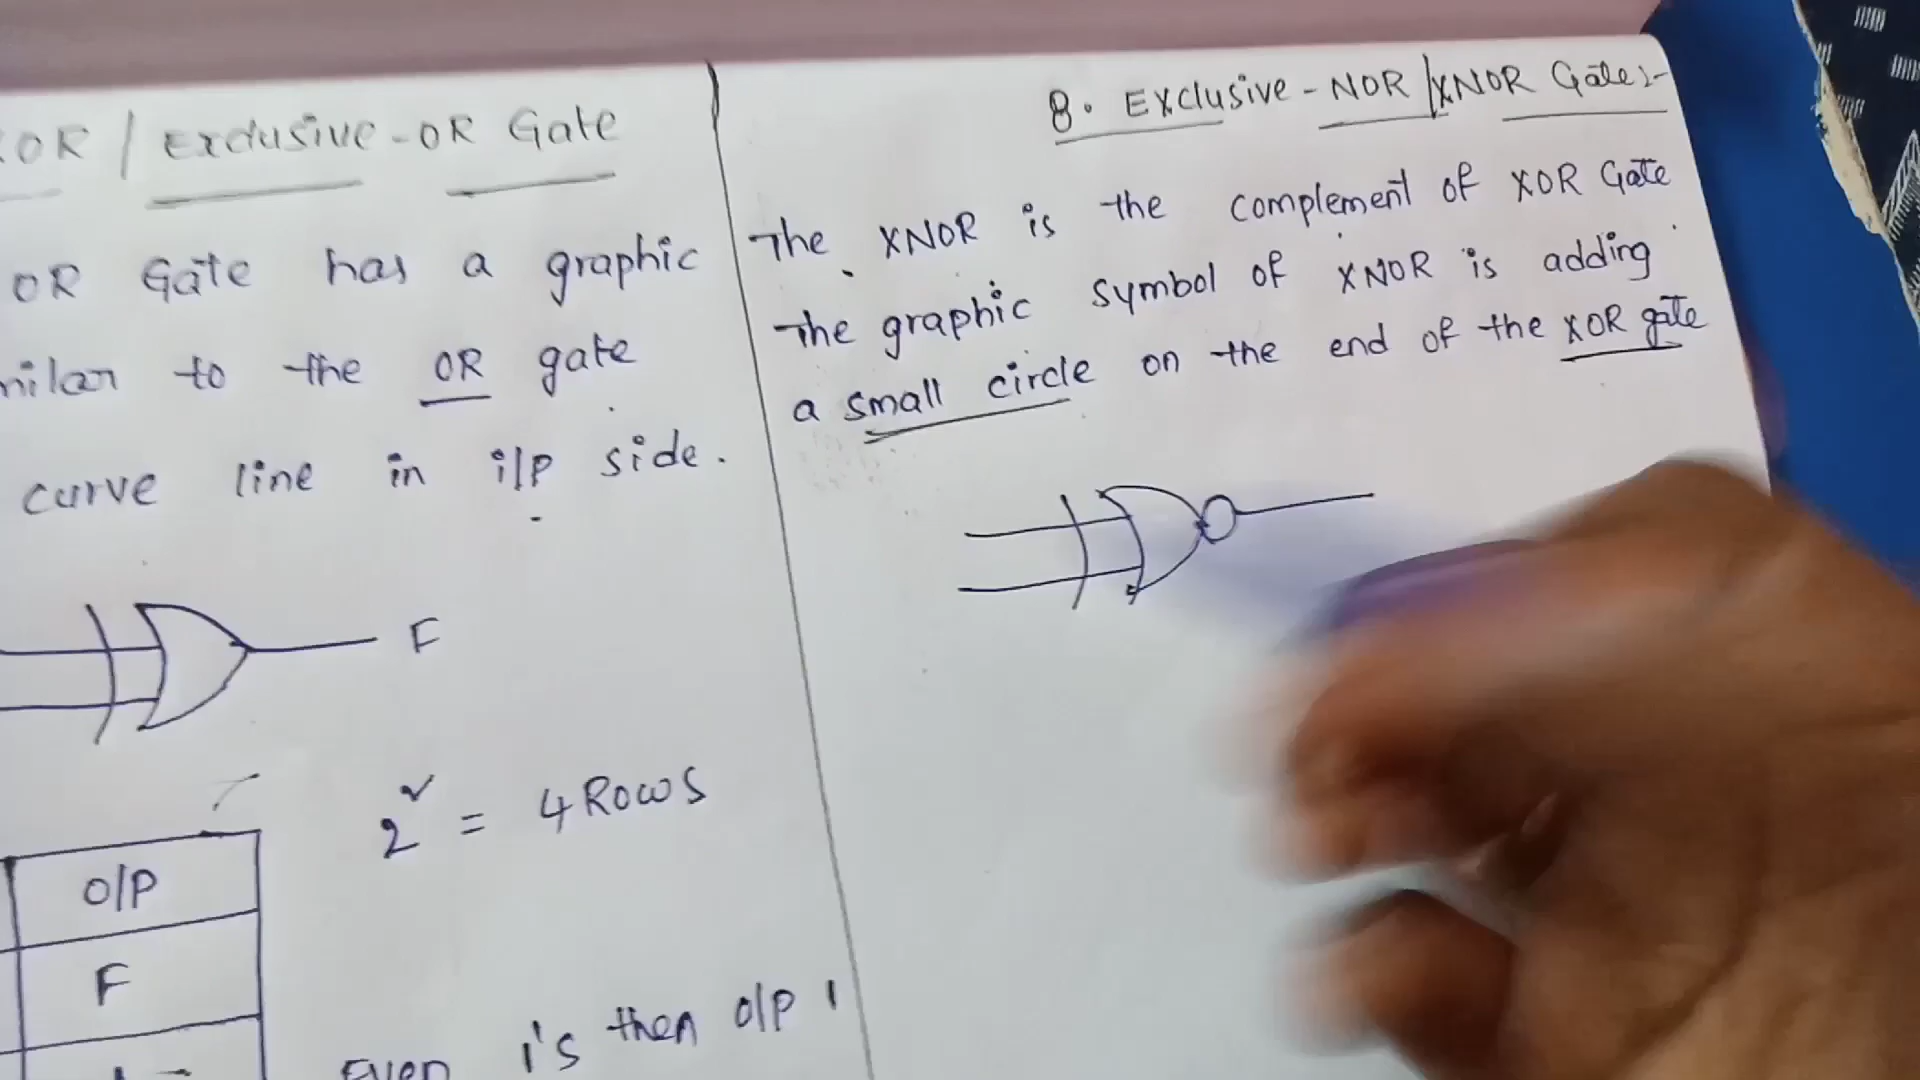 OR / Exclusive-OR Gate
OR Gate has a graphic
to the OR gate
curve line in i/p side.
F
2² = 4 Rows
O/P
F
Even 1's then o/p 1
8. Exclusive-NOR/XNOR Gate:-
The XNOR is the complement of XOR Gate
The graphic symbol of XNOR is adding
a small circle on the end of the XOR gate